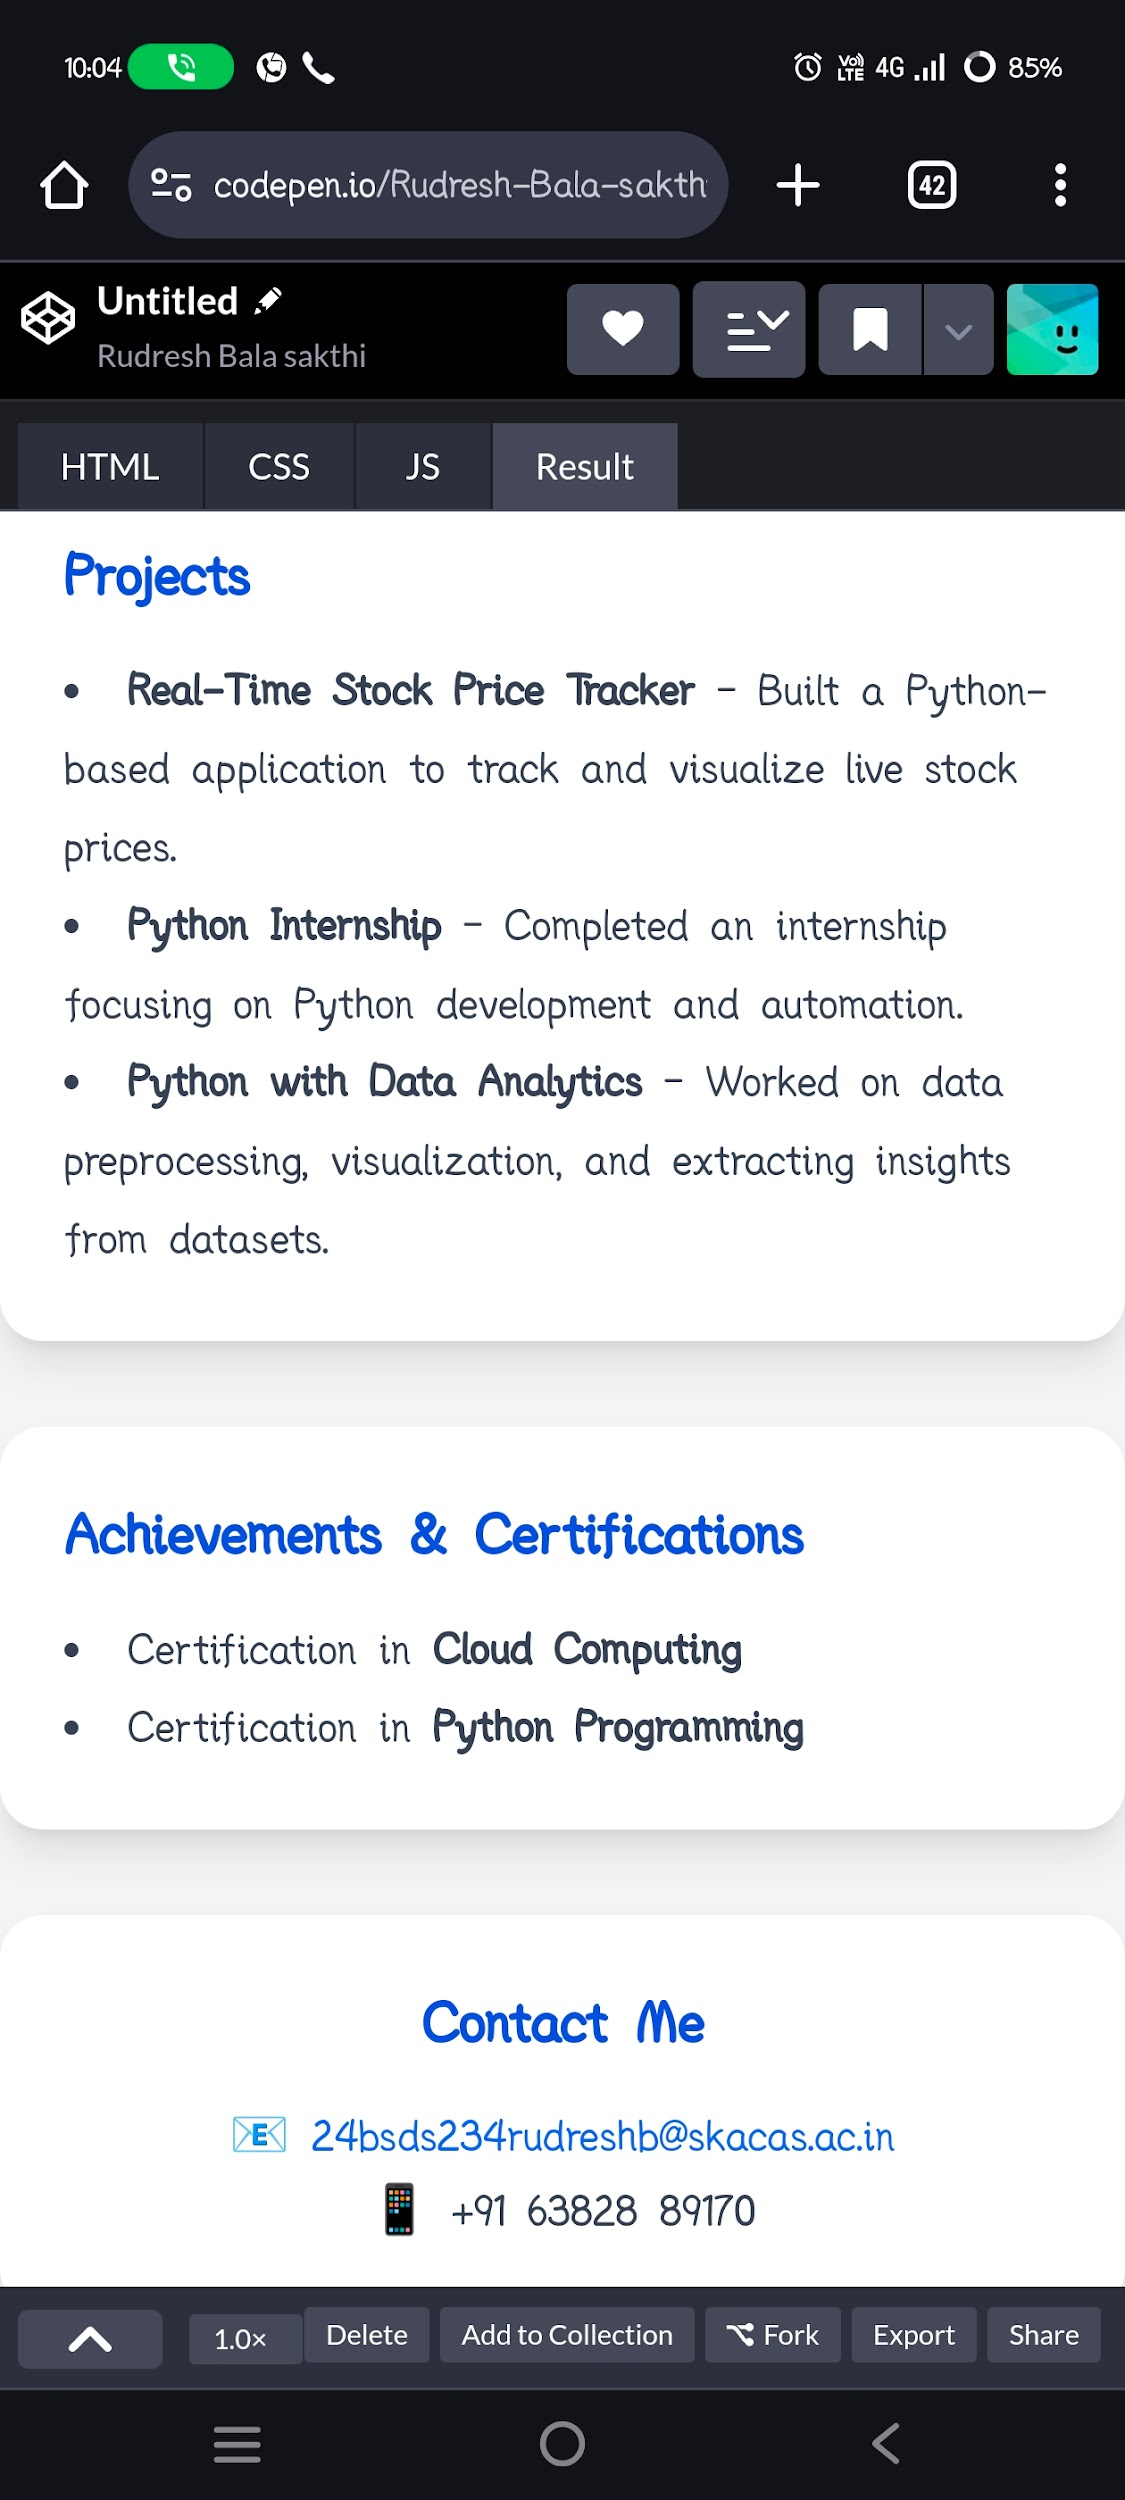 10:04 VoLTE 4G 85%
codepen.io/Rudresh-Bala-sakth 42
Untitled
Rudresh Bala sakthi
HTML CSS JS Result
Projects
• Real-Time Stock Price Tracker - Built a Python-
based application to track and visualize live stock
prices.
• Python Internship - Completed an internship
focusing on Python development and automation.
• Python with Data Analytics - Worked on data
preprocessing, visualization, and extracting insights
from datasets.
Achievements & Certifications
• Certification in Cloud Computing
• Certification in Python Programming
Contact Me
📧 24bsds234rudreshb@skacas.ac.in
📱 +91 63828 89170
1.0× Delete Add to Collection Fork Export Share